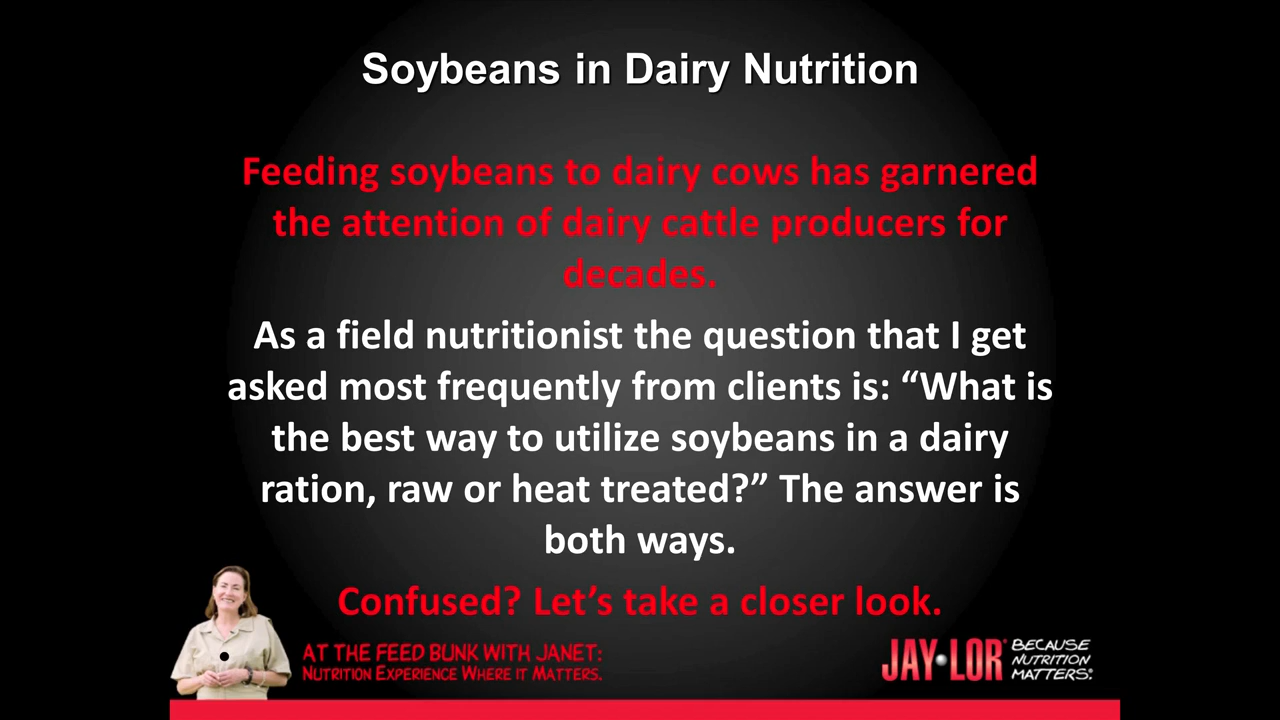 Soybeans in Dairy Nutrition
Feeding soybeans to dairy cows has garnered
the attention of dairy cattle producers for
decades.
As a field nutritionist the question that I get
asked most frequently from clients is: “What is
the best way to utilize soybeans in a dairy
ration, raw or heat treated?” The answer is
both ways.
Confused? Let’s take a closer look.
AT THE FEED BUNK WITH JANET:
NUTRITION EXPERIENCE WHERE IT MATTERS.
JAY•LOR®
BECAUSE
NUTRITION
MATTERS.®